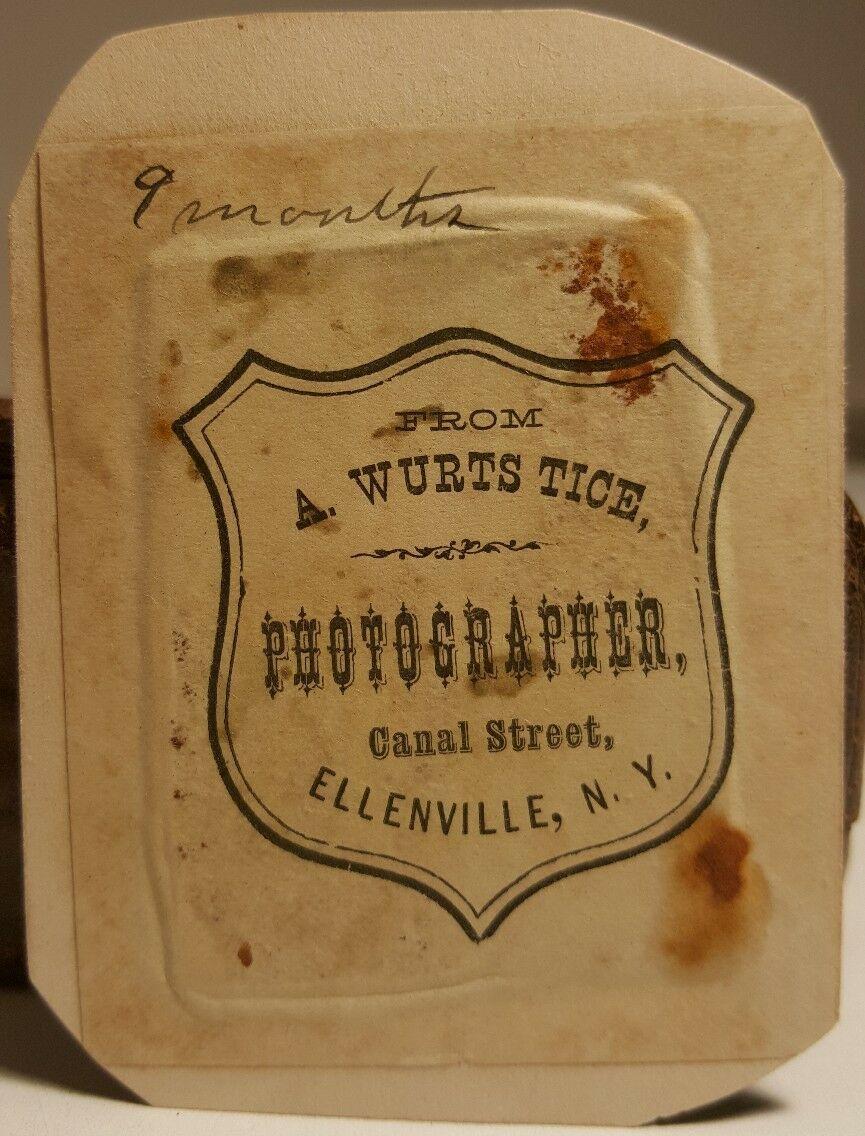 9 months
FROM
A. WURTS TICE,
PHOTOGRAPHER,
Canal Street,
ELLENVILLE, N. Y.